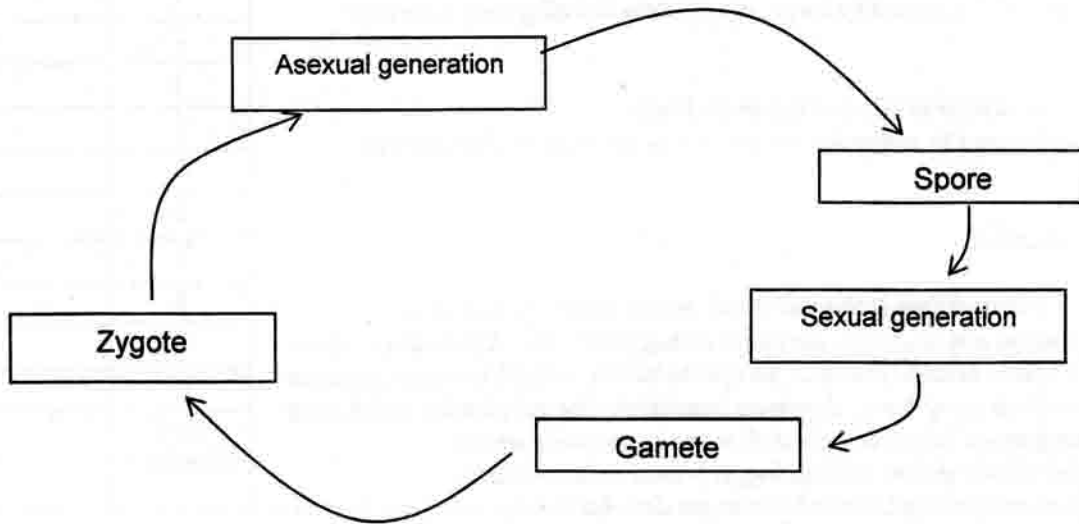 Asexual generation
Spore
Sexual generation
Gamete
Zygote